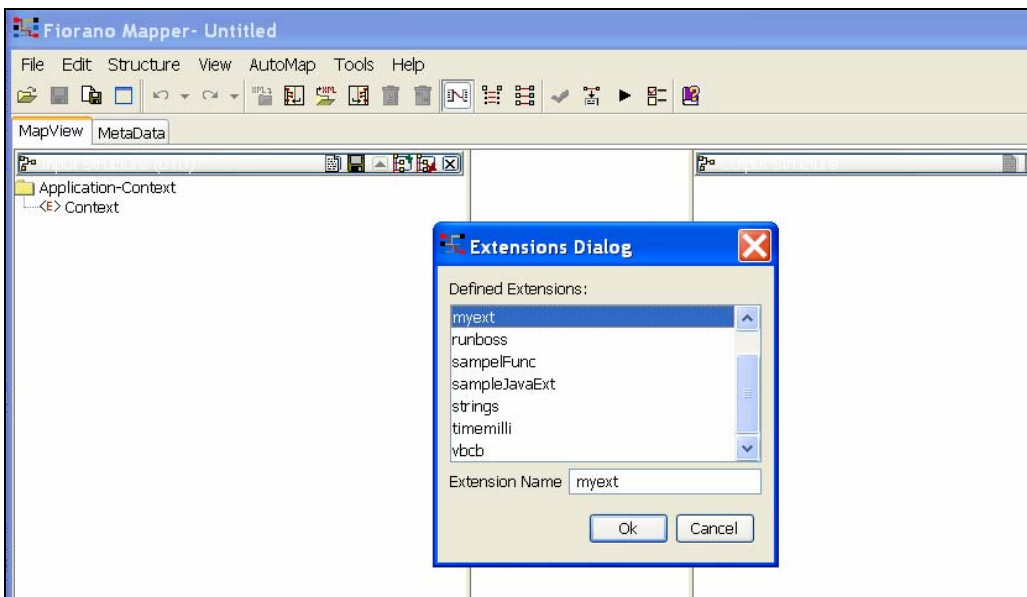 Fiorano Mapper- Untitled
File Edit Structure View AutoMap Tools Help
MapView MetaData
Application-Context
<E> Context
Extensions Dialog
Defined Extensions:
myext
runboss
sampelFunc
sampleJavaExt
strings
timemilli
vbcb
Extension Name myext
Ok Cancel